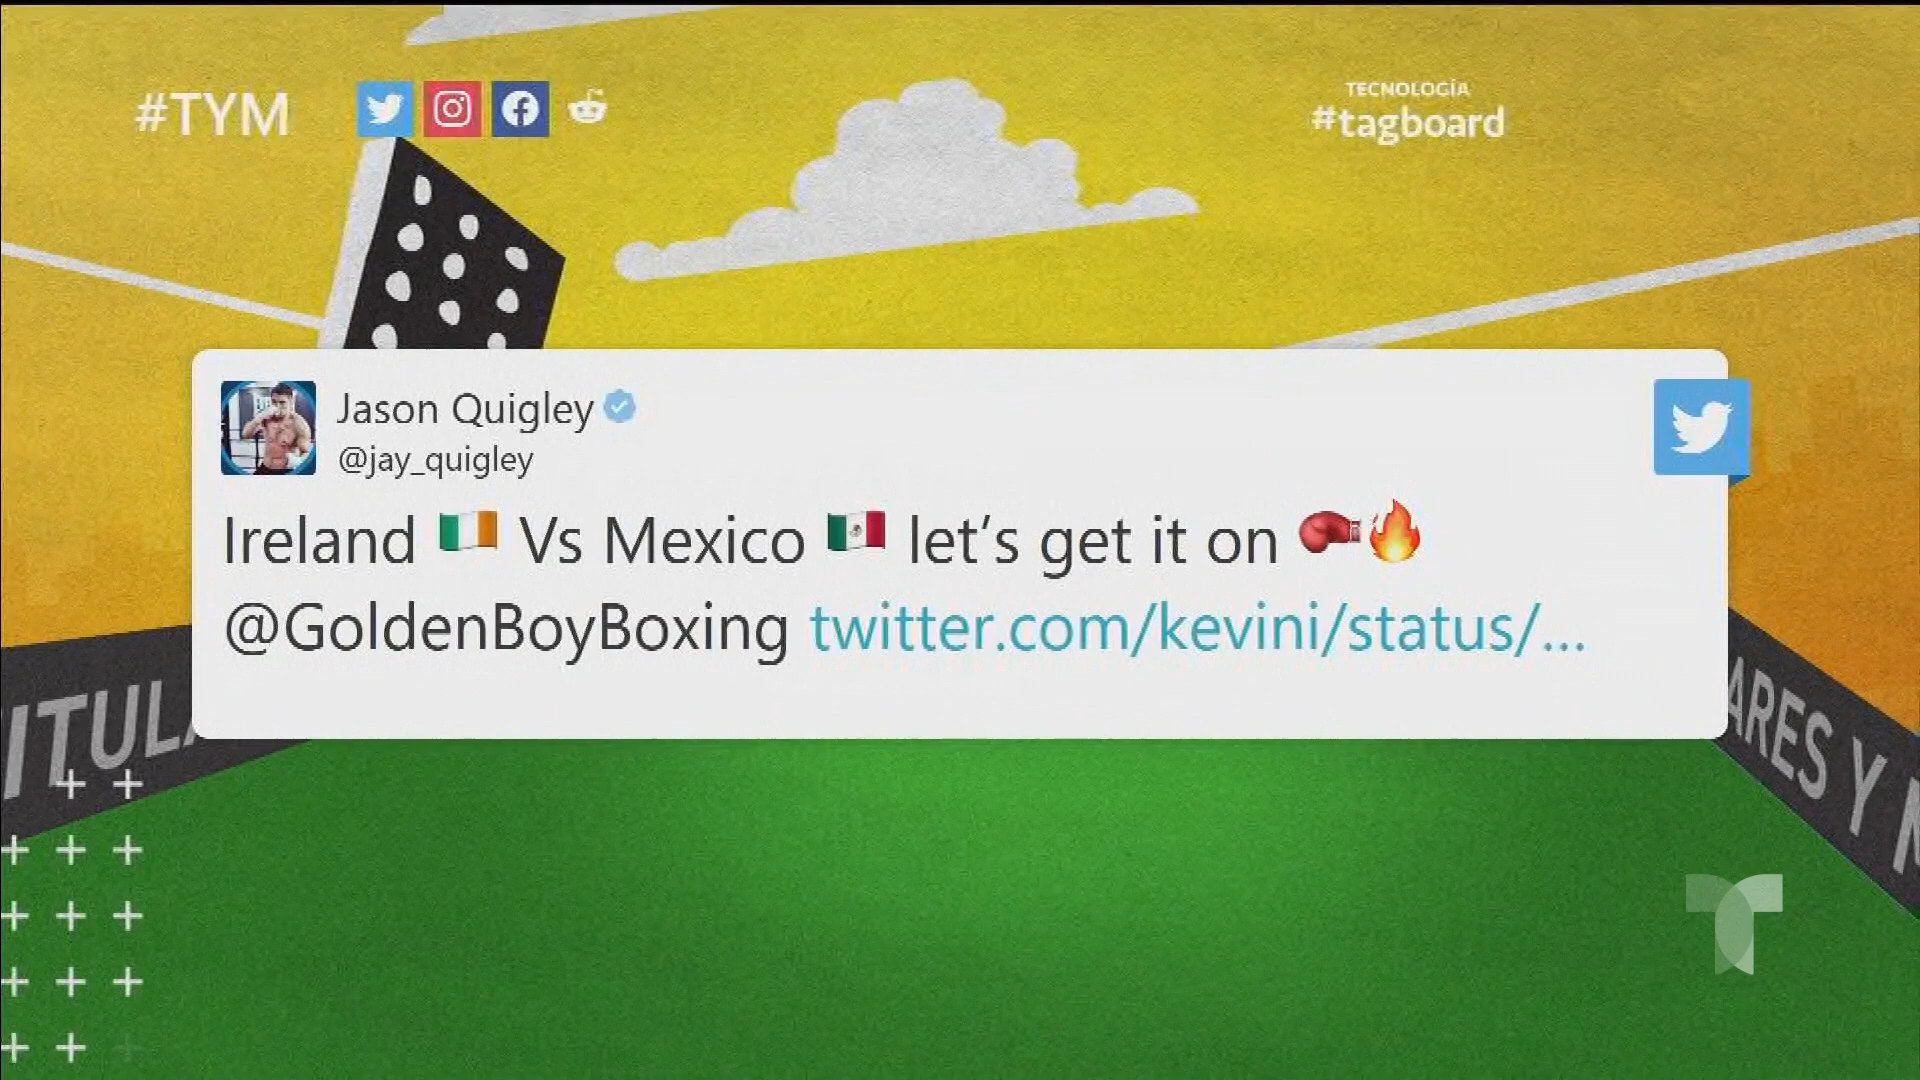 #TYM
TECNOLOGÍA
#tagboard
Jason Quigley
@jay_quigley
Ireland 🇮🇪 Vs Mexico 🇲🇽 let's get it on 🥊🔥
@GoldenBoyBoxing twitter.com/kevini/status/...
ITULA
ARES Y M
T